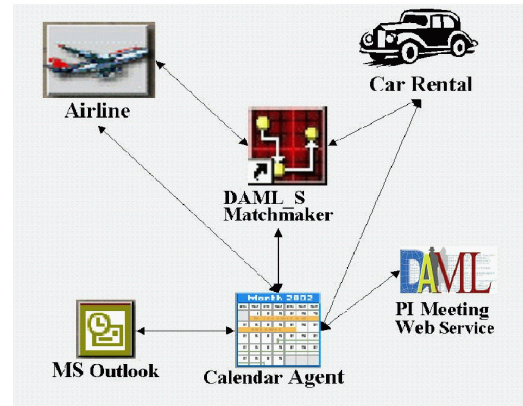 Airline
Car Rental
DAML_S
Matchmaker
DAML
PI Meeting
Web Service
Month 2002
MS Outlook
Calendar Agent